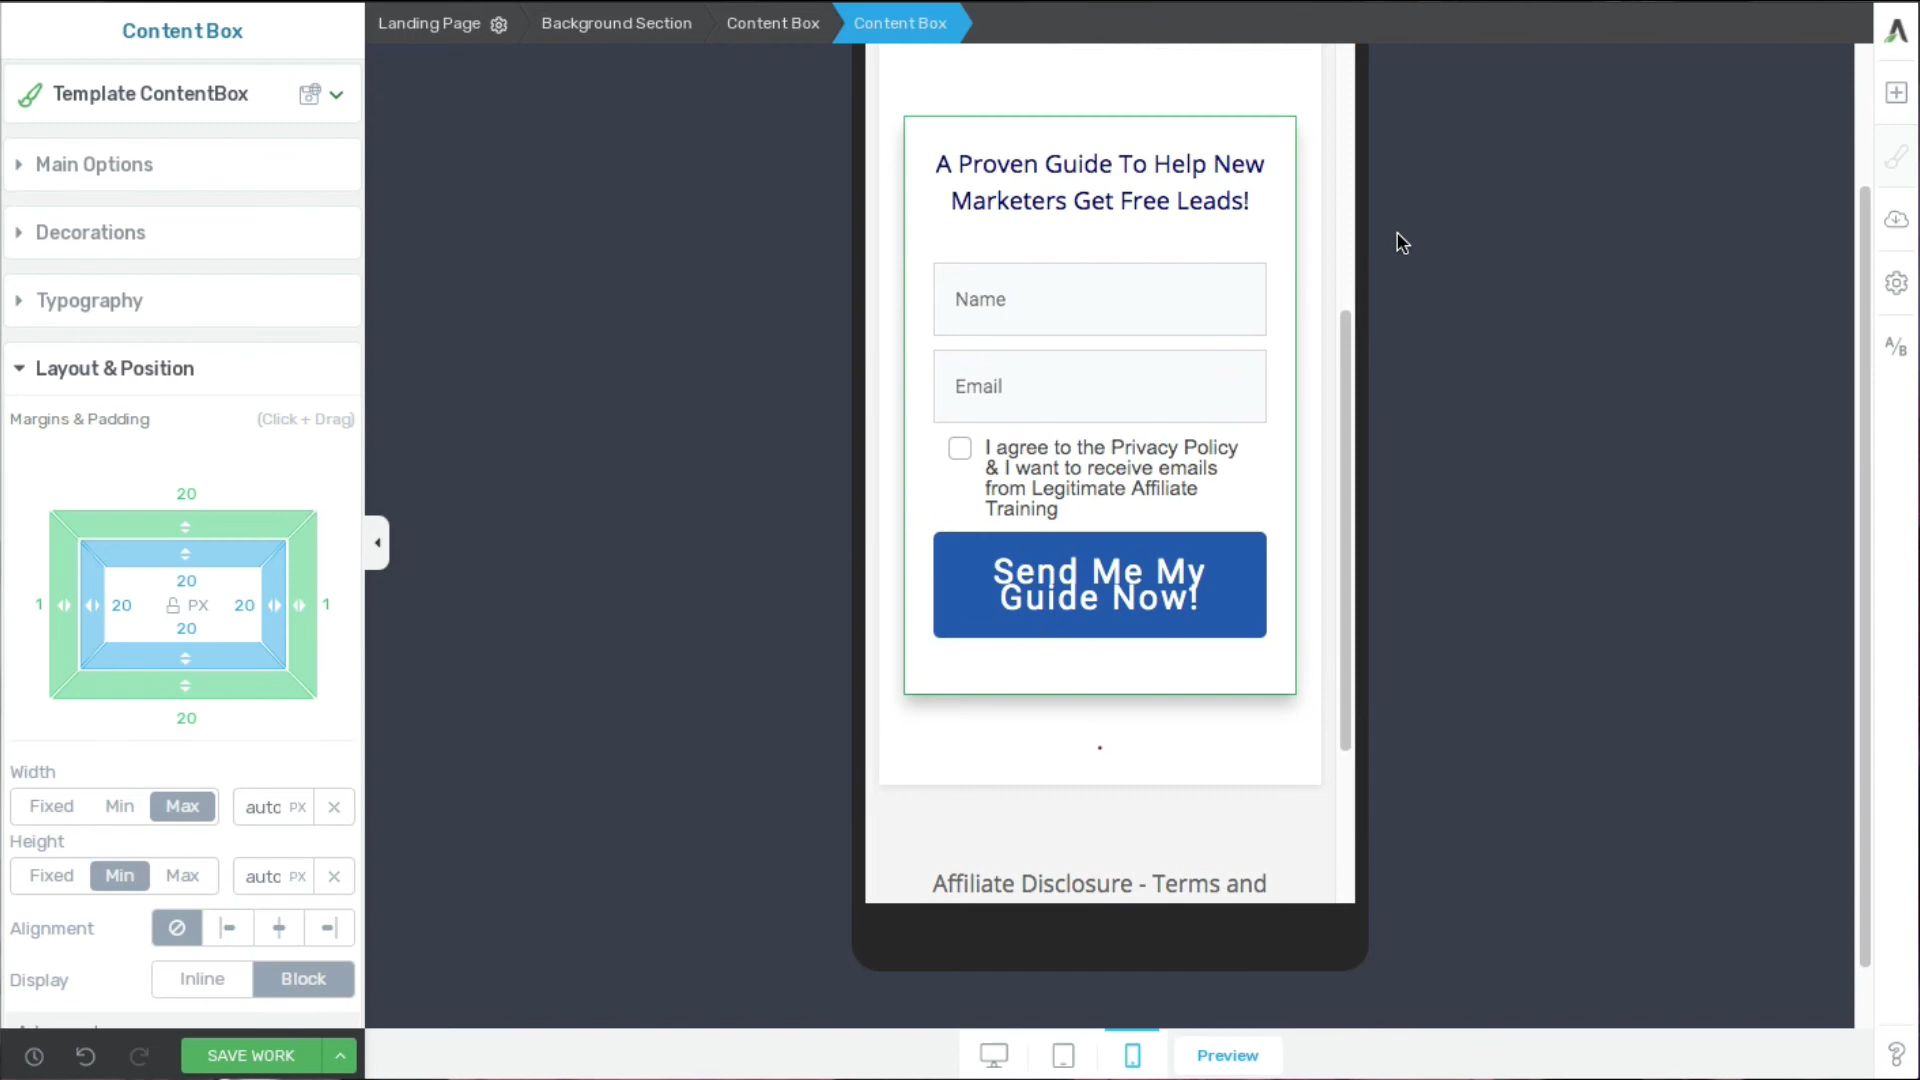 ContentBox
Landing Page
Background Section
Content Box
Content Box
Template ContentBox
Main Options
Decorations
Typography
Layout & Position
Margins & Padding
(Click + Drag)
20
20
1
20
PX
20
1
20
20
Width
Fixed
Min
Max
auto
PX
Height
Fixed
Min
Max
auto
PX
Alignment
Display
Inline
Block
SAVE WORK
A Proven Guide To Help New
Marketers Get Free Leads!
Name
Email
I agree to the Privacy Policy
& I want to receive emails
from Legitimate Affiliate
Training
Send Me My
Guide Now!
Affiliate Disclosure - Terms and
Preview
A/B